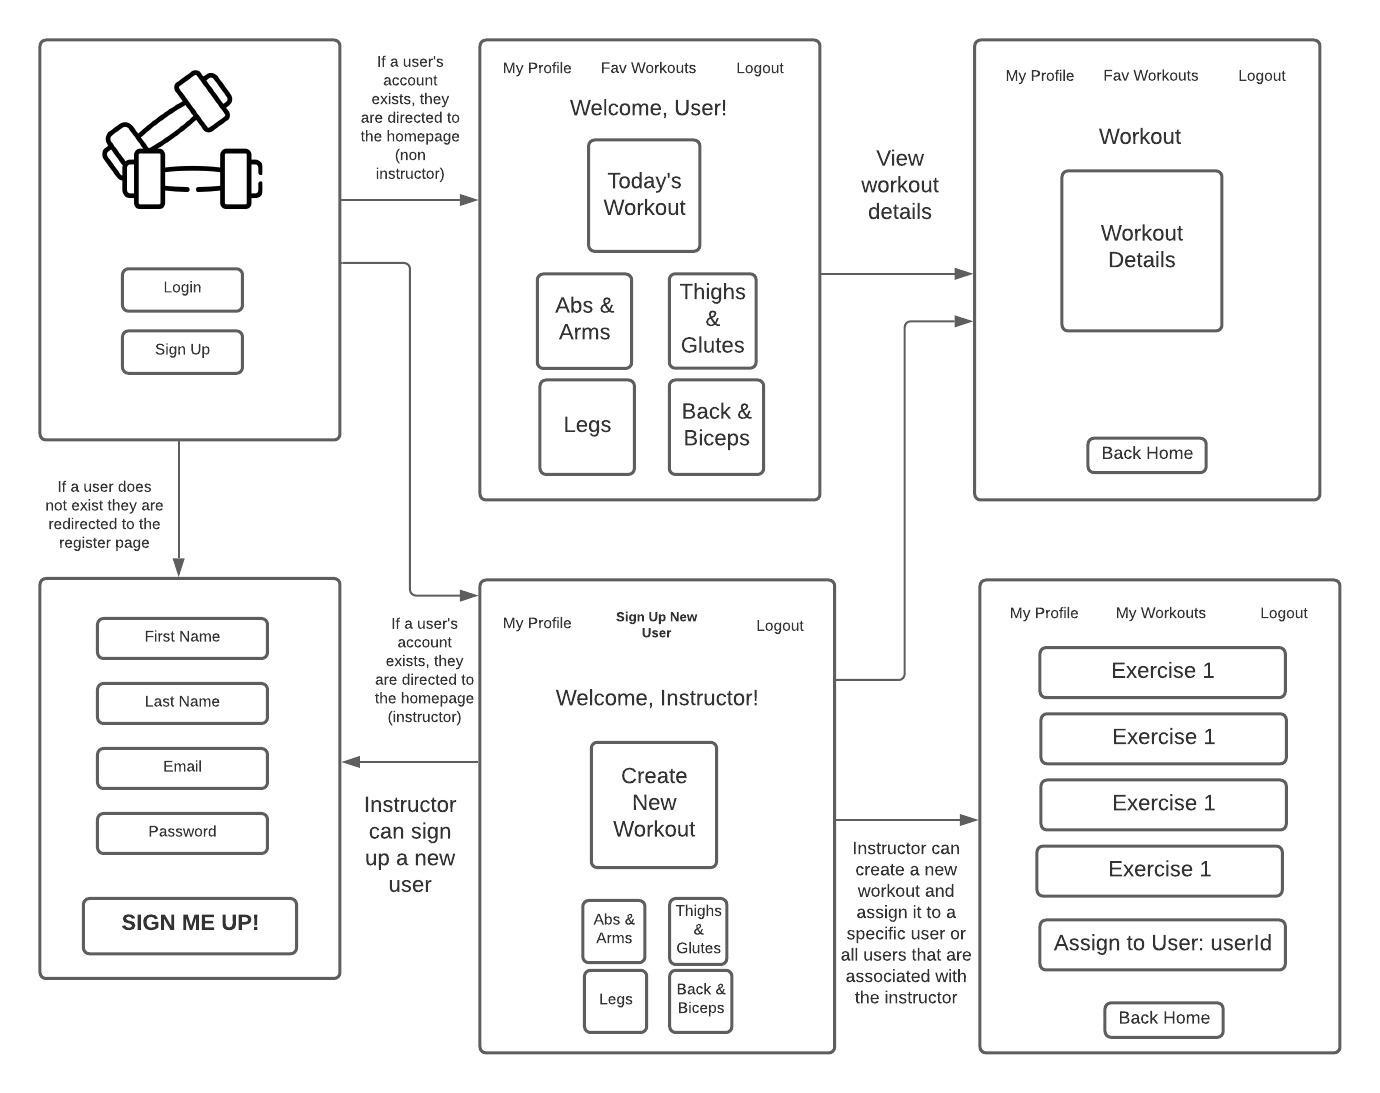 Login
Sign Up
If a user's
account
exists, they
are directed to
the homepage
(non
instructor)
My Profile Fav Workouts Logout
Welcome, User!
Today's
Workout
Abs &
Arms
Thighs
&
Glutes
Legs
Back &
Biceps
View
workout
details
My Profile Fav Workouts Logout
Workout
Workout
Details
Back Home
If a user does
not exist they are
redirected to the
register page
First Name
Last Name
Email
Password
SIGN ME UP!
If a user's
account
exists, they
are directed to
the homepage
(instructor)
Instructor
can sign
up a new
user
My Profile
Sign Up New
User
Logout
Welcome, Instructor!
Create
New
Workout
Abs &
Arms
Thighs
&
Glutes
Legs
Back &
Biceps
Instructor can
create a new
workout and
assign it to a
specific user or
all users that are
associated with
the instructor
My Profile My Workouts Logout
Exercise 1
Exercise 1
Exercise 1
Exercise 1
Assign to User: userId
Back Home